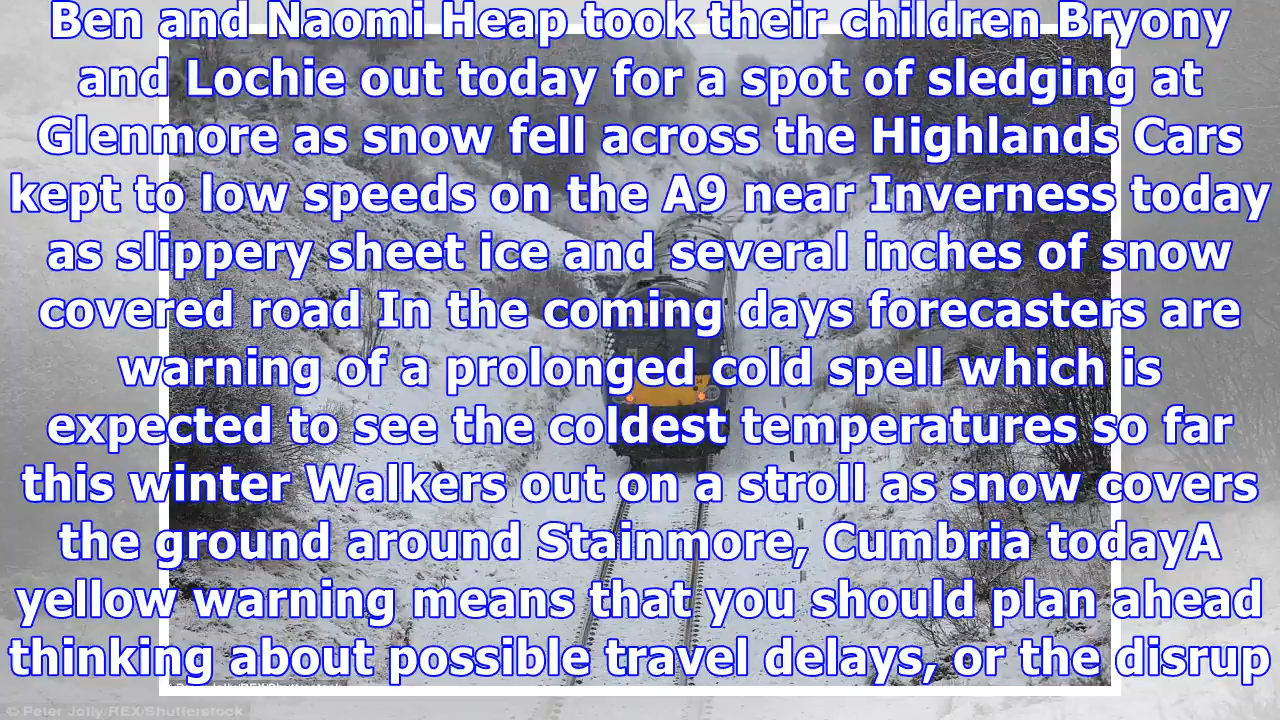 Ben and Naomi Heap took their children Bryony
and Lochie out today for a spot of sledging at
Glenmore as snow fell across the Highlands Cars
kept to low speeds on the A9 near Inverness today
as slippery sheet ice and several inches of snow
covered road In the coming days forecasters are
warning of a prolonged cold spell which is
expected to see the coldest temperatures so far
this winter Walkers out on a stroll as snow covers
the ground around Stainmore, Cumbria todayA
yellow warning means that you should plan ahead
thinking about possible travel delays, or the disrup
© Peter Jolly/REX/Shutterstock